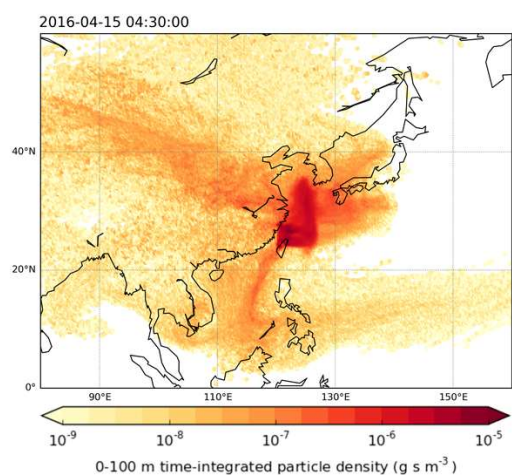 2016-04-15 04:30:00
40°N
20°N
0°
90°E 110°E 130°E 150°E
10⁻⁹ 10⁻⁸ 10⁻⁷ 10⁻⁶ 10⁻⁵
0-100 m time-integrated particle density (g s m⁻³)